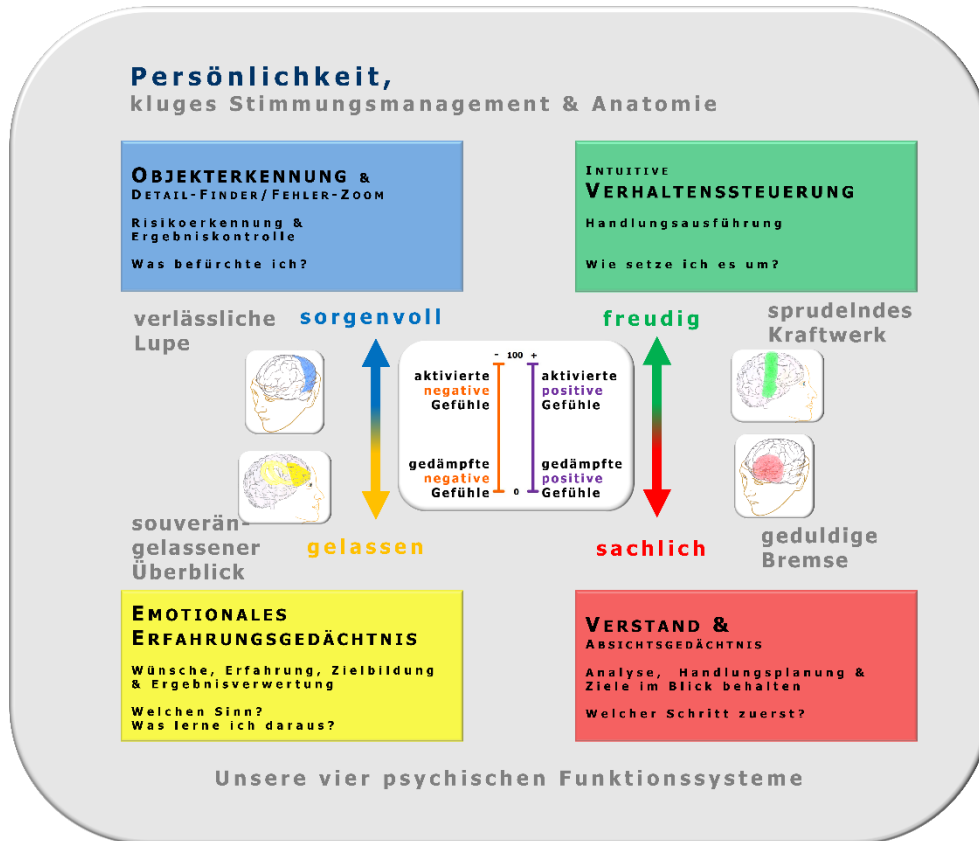 Persönlichkeit,
kluges Stimmungsmanagement & Anatomie
OBJEKTERKENNUNG &
DETAIL-FINDER/FEHLER-ZOOM
Risikoerkennung &
Ergebniskontrolle
Was befürchte ich?
INTUITIVE
VERHALTENSSTEUERUNG
Handlungsausführung
Wie setze ich es um?
verlässliche
Lupe
sorgenvoll
freudig
sprudelndes
Kraftwerk
- 100 +
aktivierte
negative
Gefühle
aktivierte
positive
Gefühle
gedämpfte
negative
Gefühle
gedämpfte
positive
Gefühle
0
souverän-
gelassener
Überblick
gelassen
sachlich
geduldige
Bremse
EMOTIONALES
ERFAHRUNGSGEDÄCHTNIS
Wünsche, Erfahrung, Zielbildung
& Ergebnisverwertung
Welchen Sinn?
Was lerne ich daraus?
VERSTAND &
ABSICHTSGEDÄCHTNIS
Analyse, Handlungsplanung &
Ziele im Blick behalten
Welcher Schritt zuerst?
Unsere vier psychischen Funktionssysteme